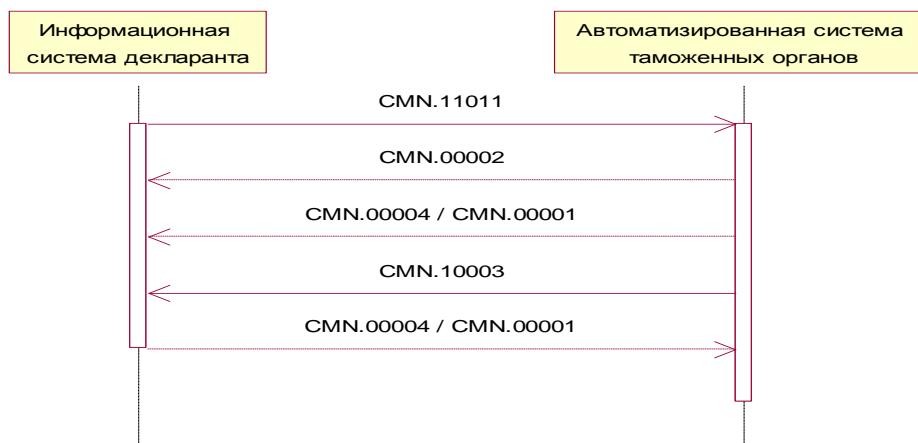 Информационная
система декларанта
Автоматизированная система
таможенных органов
CMN.11011
CMN.00002
CMN.00004 / CMN.00001
CMN.10003
CMN.00004 / CMN.00001